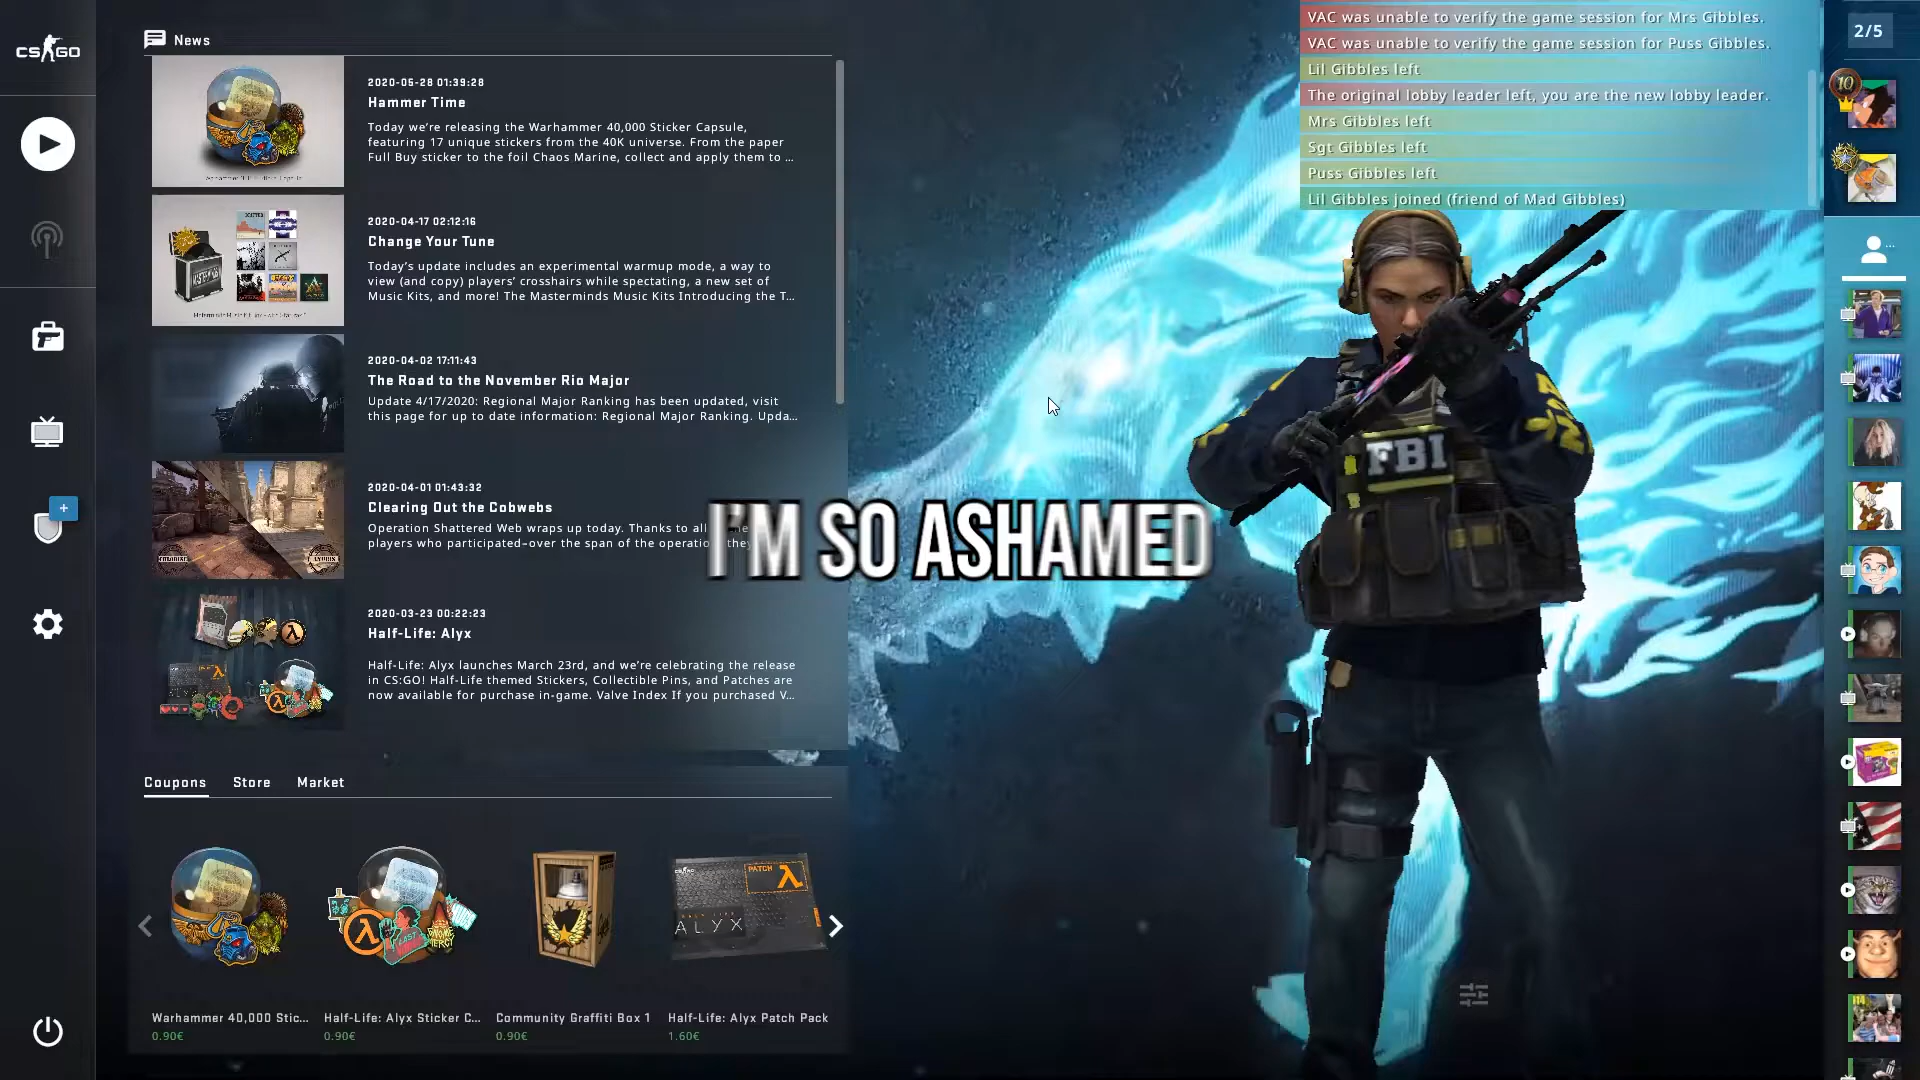 CS GO
News
2020-05-28 01:39:28
Hammer Time
Today we're releasing the Warhammer 40,000 Sticker Capsule,
featuring 17 unique stickers from the 40K universe. From the paper
Full Buy sticker to the foil Chaos Marine, collect and apply them to ...
2020-04-17 02:12:16
Change Your Tune
Today's update includes an experimental warmup mode, a way to
view (and copy) players' crosshairs while spectating, a new set of
Music Kits, and more! The Masterminds Music Kits Introducing the T...
2020-04-02 17:11:43
The Road to the November Rio Major
Update 4/17/2020: Regional Major Ranking has been updated, visit
this page for up to date information: Regional Major Ranking. Upda...
2020-04-01 01:43:32
Clearing Out the Cobwebs
Operation Shattered Web wraps up today. Thanks to all
players who participated–over the span of the operation
2020-03-23 00:22:23
Half-Life: Alyx
Half-Life: Alyx launches March 23rd, and we're celebrating the release
in CS:GO! Half-Life themed Stickers, Collectible Pins, and Patches are
now available for purchase in-game. Valve Index If you purchased V...
I'M SO ASHAMED
FBI
VAC was unable to verify the game session for Mrs Gibbles.
VAC was unable to verify the game session for Puss Gibbles.
Lil Gibbles left
The original lobby leader left, you are the new lobby leader.
Mrs Gibbles left
Sgt Gibbles left
Puss Gibbles left
Lil Gibbles joined (friend of Mad Gibbles)
2/5
10
Coupons Store Market
PATCH
ALYX
Warhammer 40,000 Stic...
0.90€
Half-Life: Alyx Sticker C...
0.90€
Community Graffiti Box 1
0.90€
Half-Life: Alyx Patch Pack
1.60€